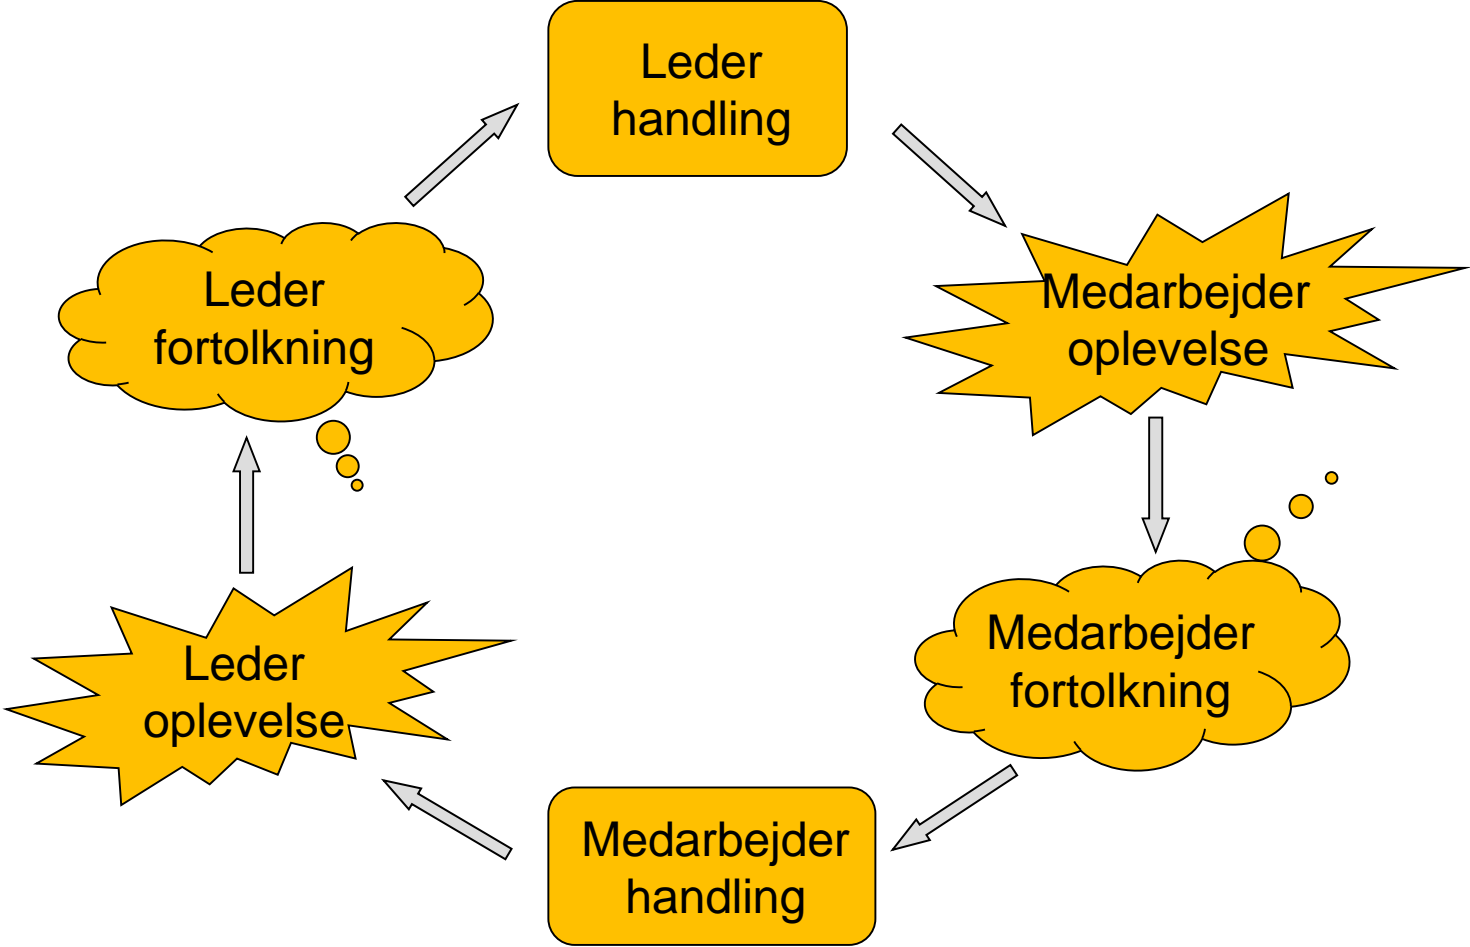 Leder
handling
Medarbejder
oplevelse
Medarbejder
fortolkning
Medarbejder
handling
Leder
oplevelse
Leder
fortolkning